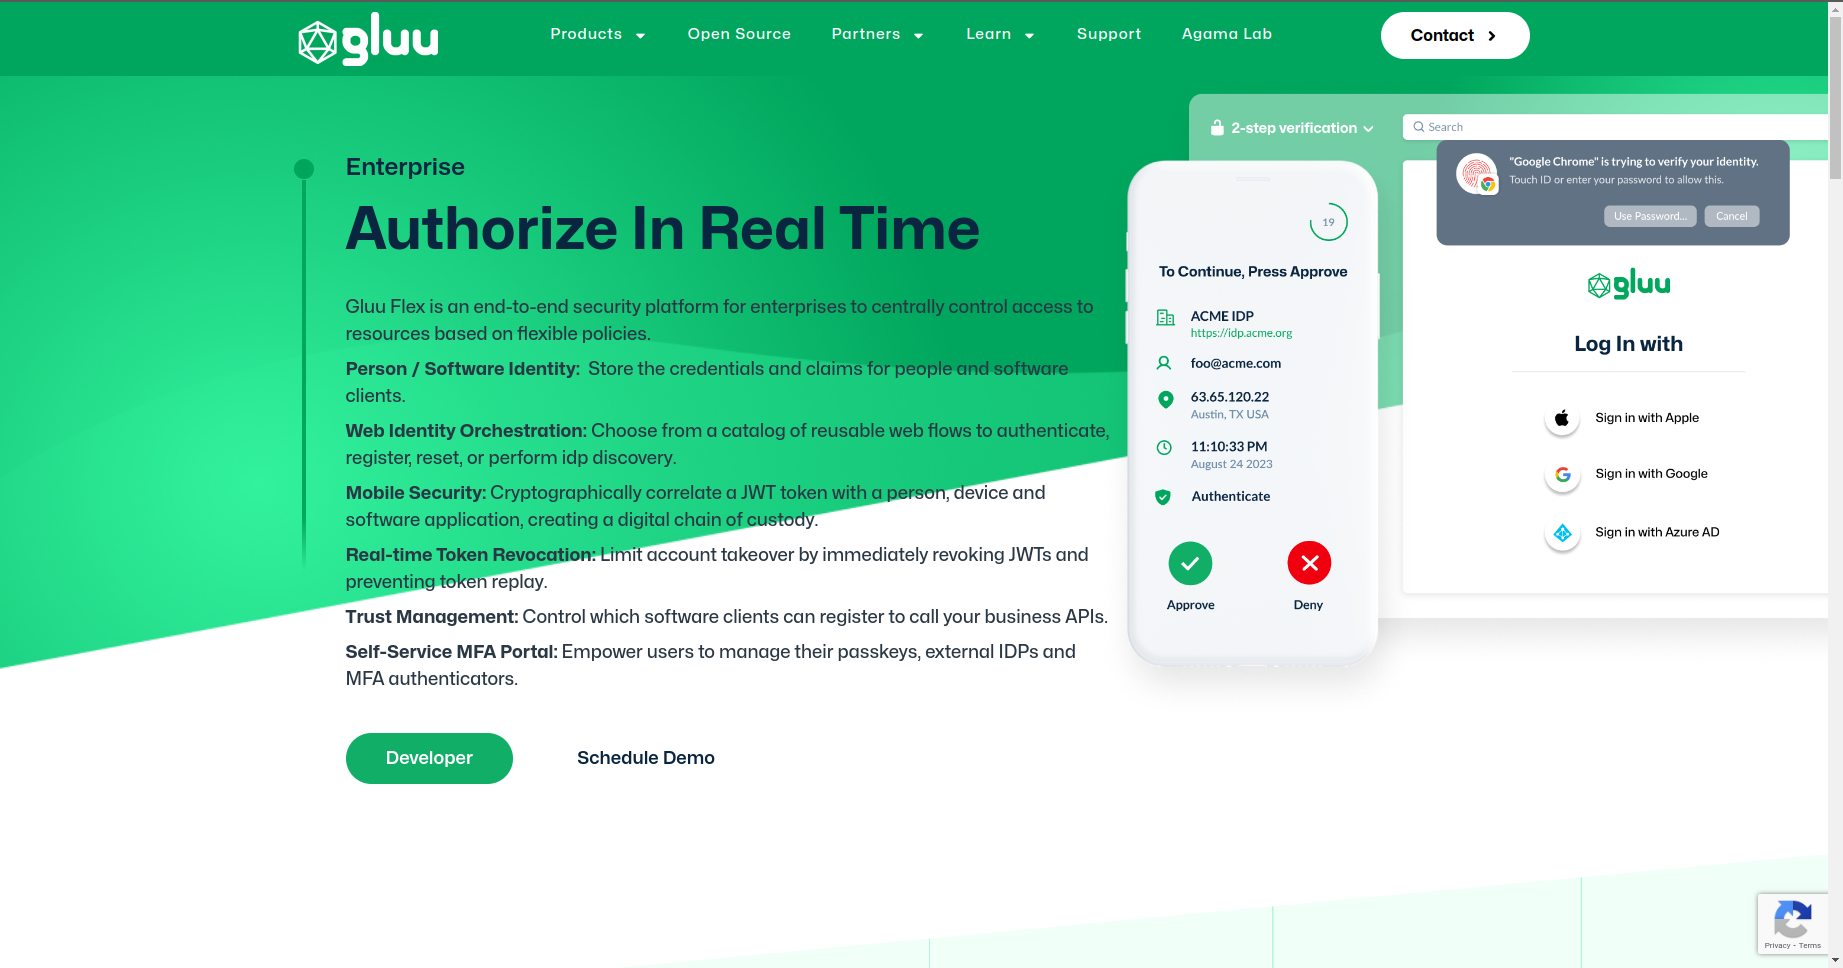 gluu
Products
Open Source
Partners
Learn
Support
Agama Lab
Contact
Enterprise
Authorize In Real Time
Gluu Flex is an end-to-end security platform for enterprises to centrally control access to
resources based on flexible policies.
Person / Software Identity: Store the credentials and claims for people and software
clients.
Web Identity Orchestration: Choose from a catalog of reusable web flows to authenticate,
register, reset, or perform idp discovery.
Mobile Security: Cryptographically correlate a JWT token with a person, device and
software application, creating a digital chain of custody.
Real-time Token Revocation: Limit account takeover by immediately revoking JWTs and
preventing token replay.
Trust Management: Control which software clients can register to call your business APIs.
Self-Service MFA Portal: Empower users to manage their passkeys, external IDPs and
MFA authenticators.
Developer
Schedule Demo
2-step verification
Search
"Google Chrome" is trying to verify your identity.
Touch ID or enter your password to allow this.
Use Password...
Cancel
19
To Continue, Press Approve
ACME IDP
https://idp.acme.org
foo@acme.com
63.65.120.22
Austin, TX USA
11:10:33 PM
August 24 2023
Authenticate
Approve
Deny
gluu
Log In with
Sign in with Apple
Sign in with Google
Sign in with Azure AD
Privacy - Terms